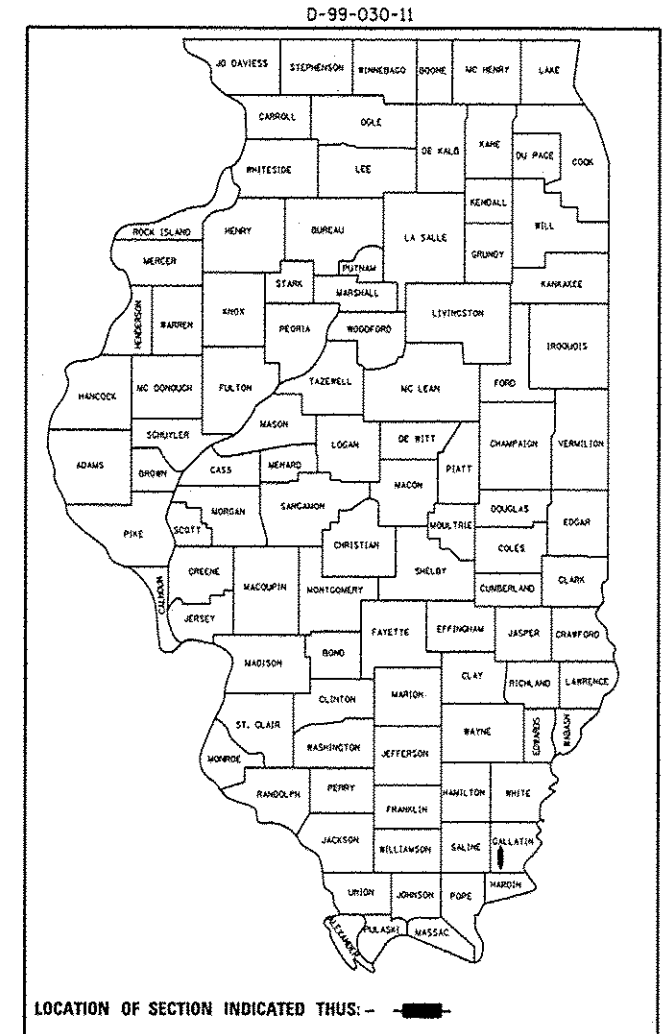 D-99-030-11
JO DAVIESS STEPHENSON WINNEBAGO BOONE MC HENRY LAKE
CARROLL OGLE DE KALB KANE DU PAGE COOK
WHITESIDE LEE KENDALL WILL
ROCK ISLAND HENRY BUREAU LA SALLE GRUNDY
MERCER PUTNAM KANKAKEE
HENDERSON WARREN KNOX STARK MARSHALL LIVINGSTON
PEORIA WOODFORD IROQUOIS
HANCOCK MC DONOUGH FULTON TAZEWELL MC LEAN FORD
SCHUYLER MASON LOGAN DE WITT CHAMPAIGN VERMILION
ADAMS BROWN CASS MENARD MACON PIATT
PIKE SCOTT MORGAN SANGAMON MOULTRIE DOUGLAS EDGAR
CHRISTIAN COLES
CALHOUN GREENE MACOUPIN MONTGOMERY SHELBY CUMBERLAND CLARK
JERSEY FAYETTE EFFINGHAM JASPER CRAWFORD
MADISON BOND CLAY RICHLAND LAWRENCE
CLINTON MARION
ST. CLAIR WAYNE EDWARDS WABASH
MONROE WASHINGTON JEFFERSON
RANDOLPH PERRY FRANKLIN HAMILTON WHITE
JACKSON WILLIAMSON SALINE GALLATIN
UNION JOHNSON POPE HARDIN
ALEXANDER PULASKI MASSAC
LOCATION OF SECTION INDICATED THUS: -